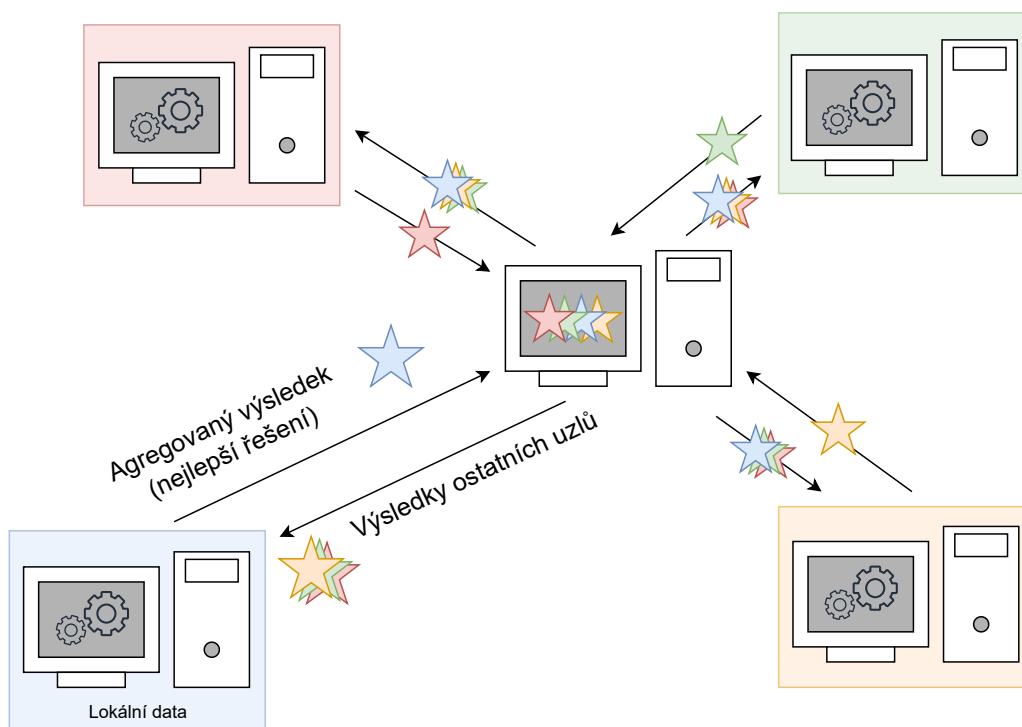 Agregovaný výsledek
(nejlepší řešení)
Výsledky ostatních uzlů
Lokální data